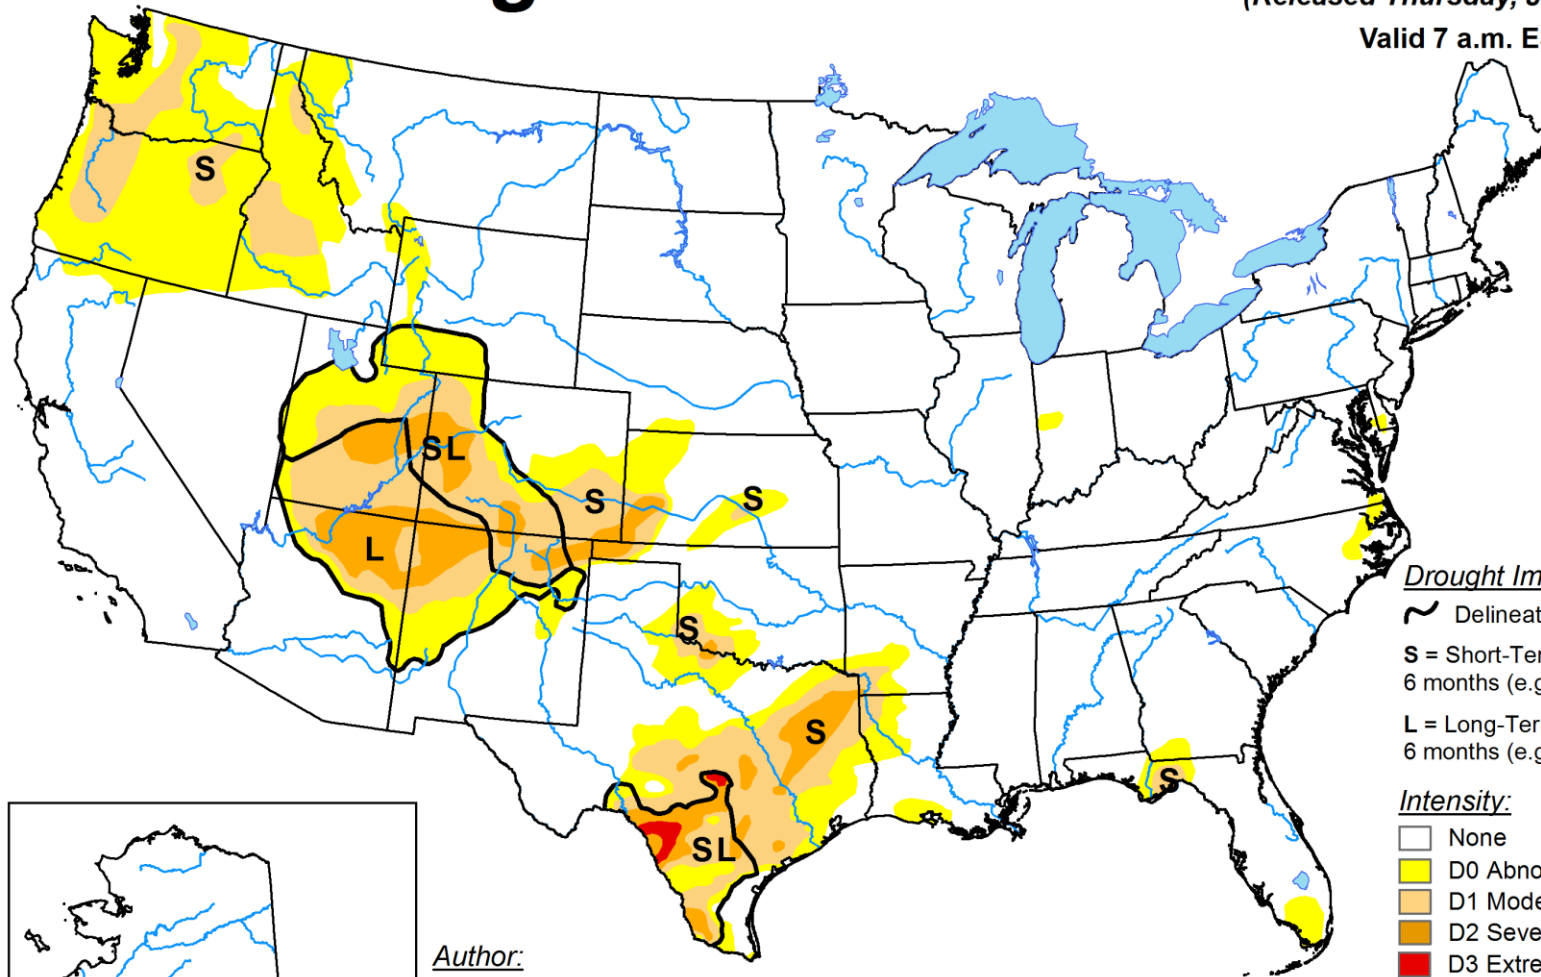 (Released Thursday, J
Valid 7 a.m. E
S
SL
S
S
L
S
S
SL
S
Drought Im
Delineat
S = Short-Ter
6 months (e.g
L = Long-Ter
6 months (e.g
Intensity:
None
D0 Abno
D1 Mode
D2 Seve
D3 Extre
Author: